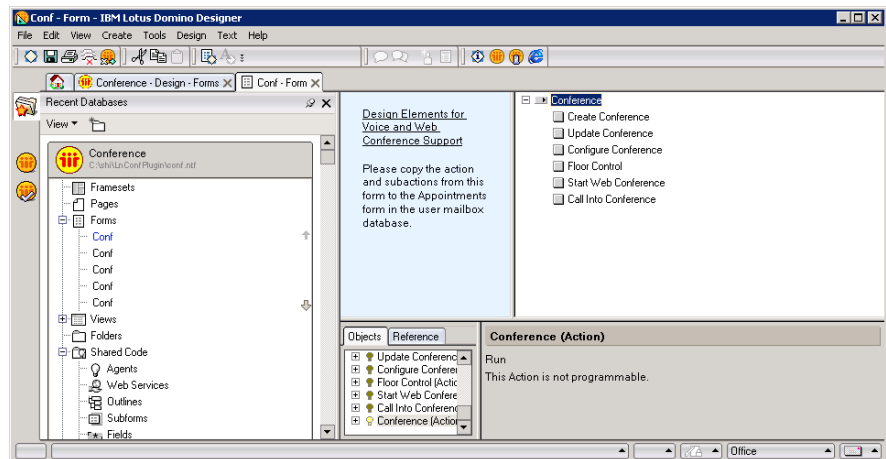 Conf - Form - IBM Lotus Domino Designer
File Edit View Create Tools Design Text Help
Conference - Design - Forms
Conf - Form
Recent Databases
View
Conference
Framesets
Pages
Forms
Conf
Conf
Conf
Conf
Conf
Views
Folders
Shared Code
Agents
Web Services
Outlines
Subforms
Fields
Design Elements for
Voice and Web
Conference Support
Please copy the action
and subactions from this
form to the Appointments
form in the user mailbox
database.
Conference
Create Conference
Update Conference
Configure Conference
Floor Control
Start Web Conference
Call Into Conference
Objects Reference
Update Conferenc
Configure Conferer
Floor Control (Actic
Start Web Confere
Call Into Conferenc
Conference (Action
Conference (Action)
Run
This Action is not programmable.
Office